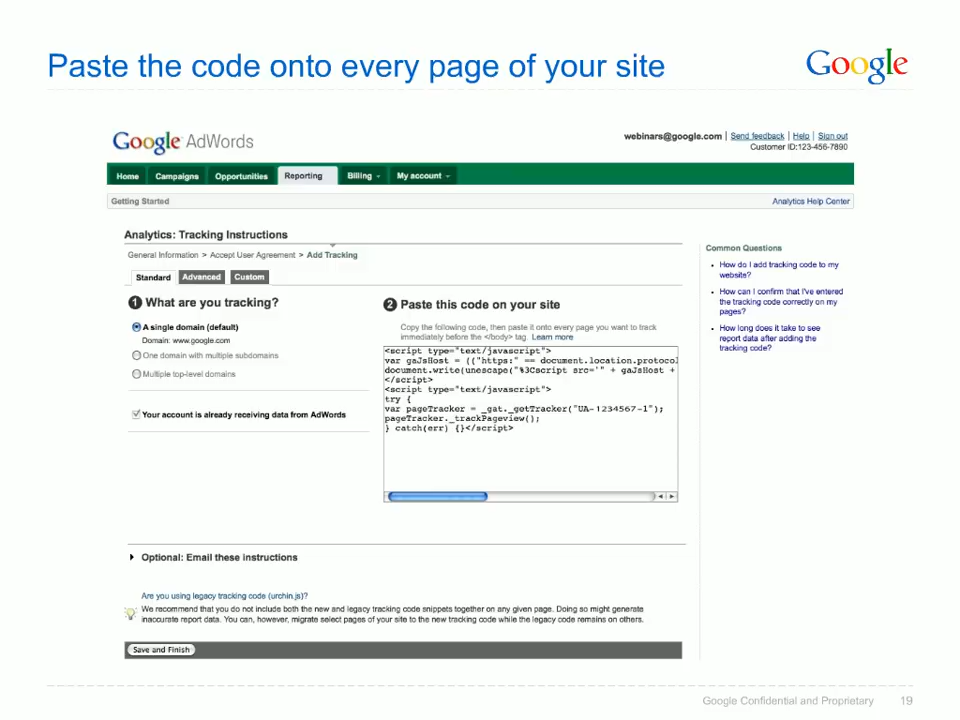 Paste the code onto every page of your site
Google
Google AdWords
webinars@google.com | Send feedback | Help | Sign out
Customer ID:123-456-7890
Home Campaigns Opportunities Reporting Billing My account
Getting Started
Analytics Help Center
Analytics: Tracking Instructions
General Information > Accept User Agreement > Add Tracking
Standard Advanced Custom
1 What are you tracking?
A single domain (default)
Domain: www.google.com
One domain with multiple subdomains
Multiple top-level domains
Your account is already receiving data from AdWords
2 Paste this code on your site
Copy the following code, then paste it onto every page you want to track
immediately before the </body> tag. Learn more
<script type="text/javascript">
var gaJsHost = (("https:" == document.location.protocol
document.write(unescape("%3Cscript src='" + gaJsHost +
</script>
<script type="text/javascript">
try {
var pageTracker = _gat._getTracker("UA-1234567-1");
pageTracker._trackPageview();
} catch(err) {}</script>
Common Questions
How do I add tracking code to my
website?
How can I confirm that I've entered
the tracking code correctly on my
pages?
How long does it take to see
report data after adding the
tracking code?
Optional: Email these instructions
Are you using legacy tracking code (urchin.js)?
We recommend that you do not include both the new and legacy tracking code snippets together on any given page. Doing so might generate
inaccurate report data. You can, however, migrate select pages of your site to the new tracking code while the legacy code remains on others.
Save and Finish
Google Confidential and Proprietary 19